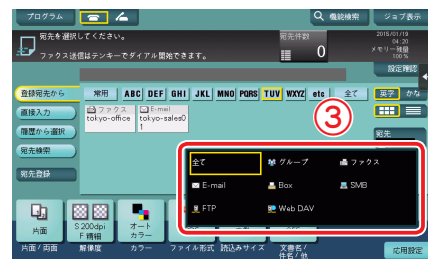 プログラム
機能検索
ジョブ表示
宛先を選択してください。
ファクス送信はテンキーでダイアル開始できます。
宛先件数
0
2015/01/19
04:20
メモリー残量
100 %
設定確認
登録宛先から
常用 ABC DEF GHI JKL MNO PQRS TUV WXYZ etc 全て
英字 かな
直接入力
ファクス
tokyo-office
E-mail
tokyo-sales0
1
③
履歴から選択
宛先検索
宛先登録
宛先
全て グループ ファクス
E-mail Box SMB
FTP Web DAV
片面
片面/両面
200dpi
F 精細
解像度
オート
カラー
カラー
ファイル形式
読込みサイズ
文書名/
件名/他
応用設定